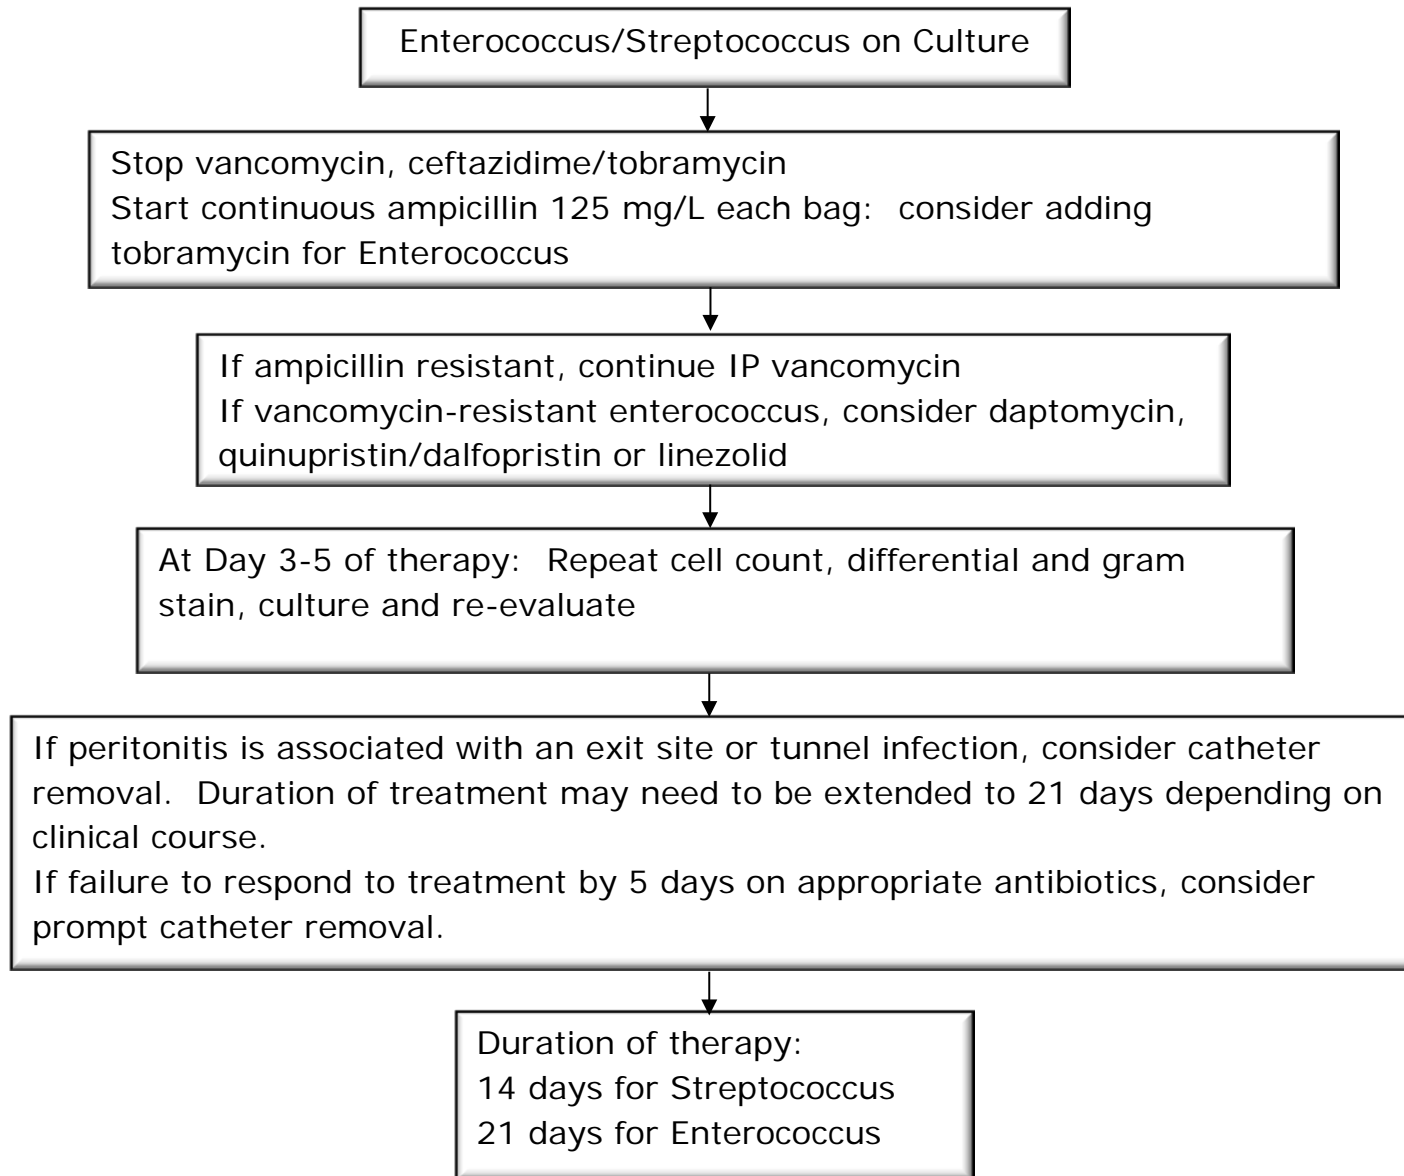 Enterococcus/Streptococcus on Culture
Stop vancomycin, ceftazidime/tobramycin
Start continuous ampicillin 125 mg/L each bag:  consider adding
tobramycin for Enterococcus
If ampicillin resistant, continue IP vancomycin
If vancomycin-resistant enterococcus, consider daptomycin,
quinupristin/dalfopristin or linezolid
At Day 3-5 of therapy:  Repeat cell count, differential and gram
stain, culture and re-evaluate
If peritonitis is associated with an exit site or tunnel infection, consider catheter
removal.  Duration of treatment may need to be extended to 21 days depending on
clinical course.
If failure to respond to treatment by 5 days on appropriate antibiotics, consider
prompt catheter removal.
Duration of therapy:
14 days for Streptococcus
21 days for Enterococcus